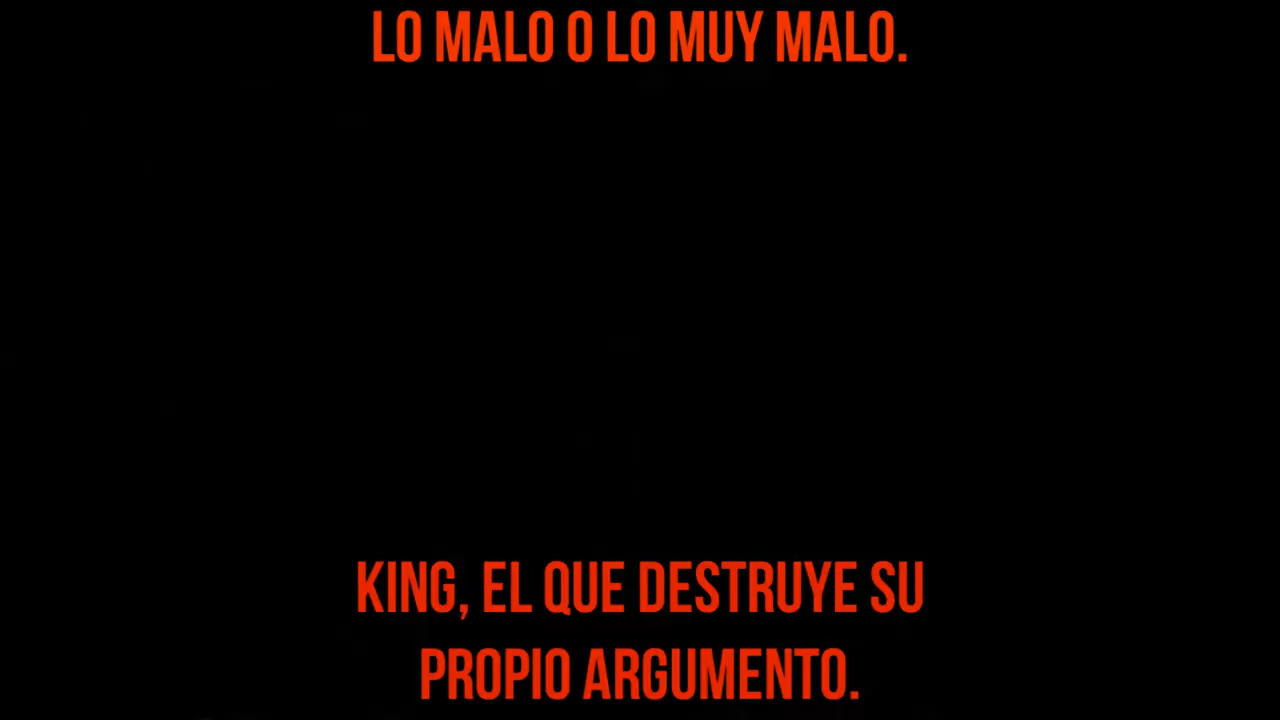 LO MALO O LO MUY MALO.
KING, EL QUE DESTRUYE SU
PROPIO ARGUMENTO.